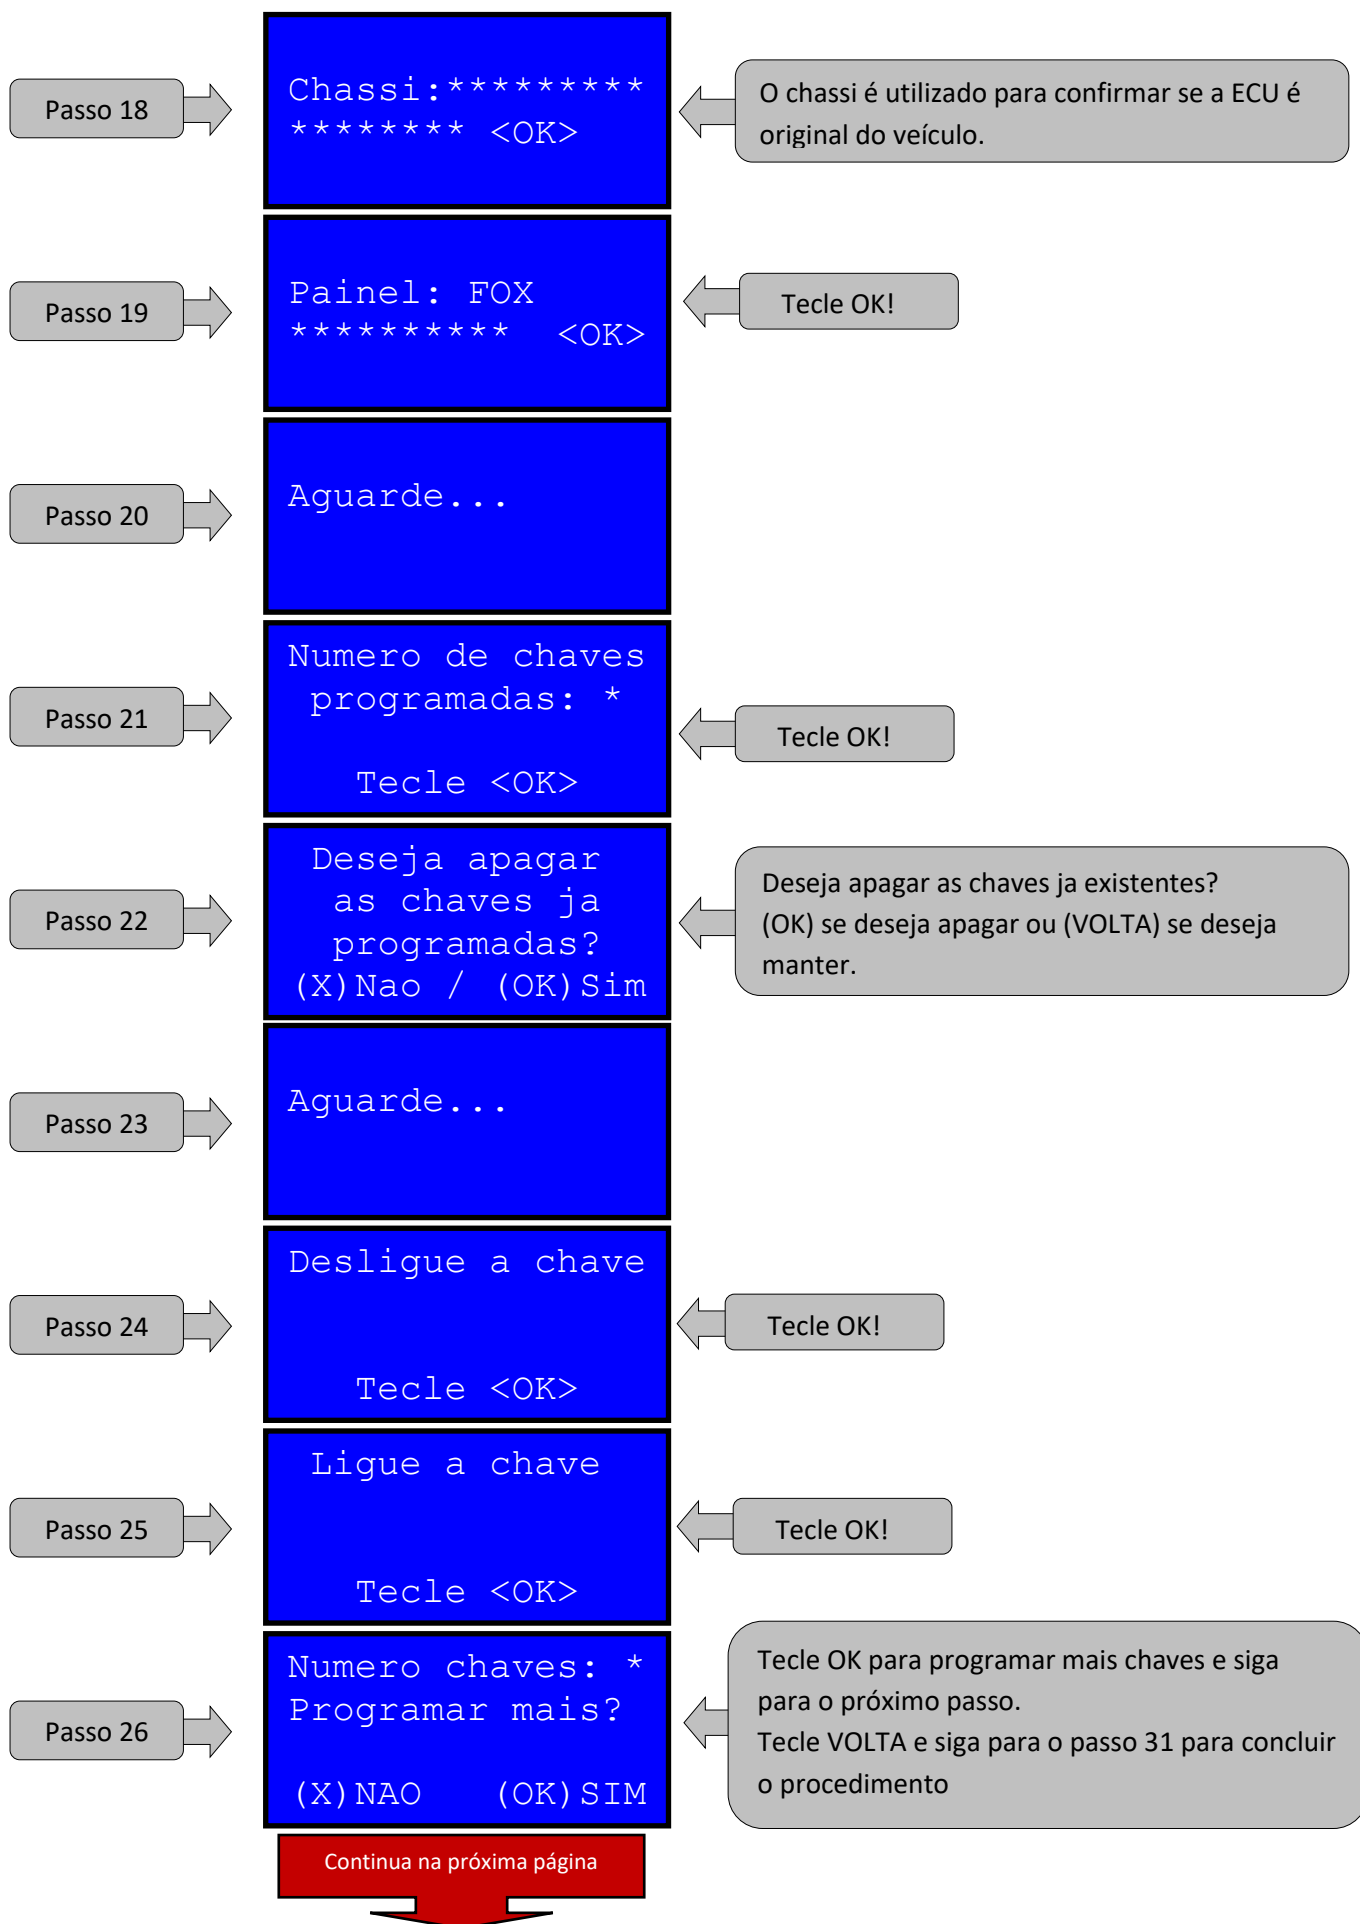 Passo 18
Chassi:*********
******** <OK>
O chassi é utilizado para confirmar se a ECU é
original do veículo.
Passo 19
Painel: FOX
********** <OK>
Tecle OK!
Passo 20
Aguarde...
Passo 21
Numero de chaves
programadas: *
Tecle <OK>
Tecle OK!
Passo 22
Deseja apagar
as chaves ja
programadas?
(X)Nao / (OK)Sim
Deseja apagar as chaves ja existentes?
(OK) se deseja apagar ou (VOLTA) se deseja
manter.
Passo 23
Aguarde...
Passo 24
Desligue a chave
Tecle <OK>
Tecle OK!
Passo 25
Ligue a chave
Tecle <OK>
Tecle OK!
Passo 26
Numero chaves: *
Programar mais?
(X)NAO (OK)SIM
Tecle OK para programar mais chaves e siga
para o próximo passo.
Tecle VOLTA e siga para o passo 31 para concluir
o procedimento
Continua na próxima página